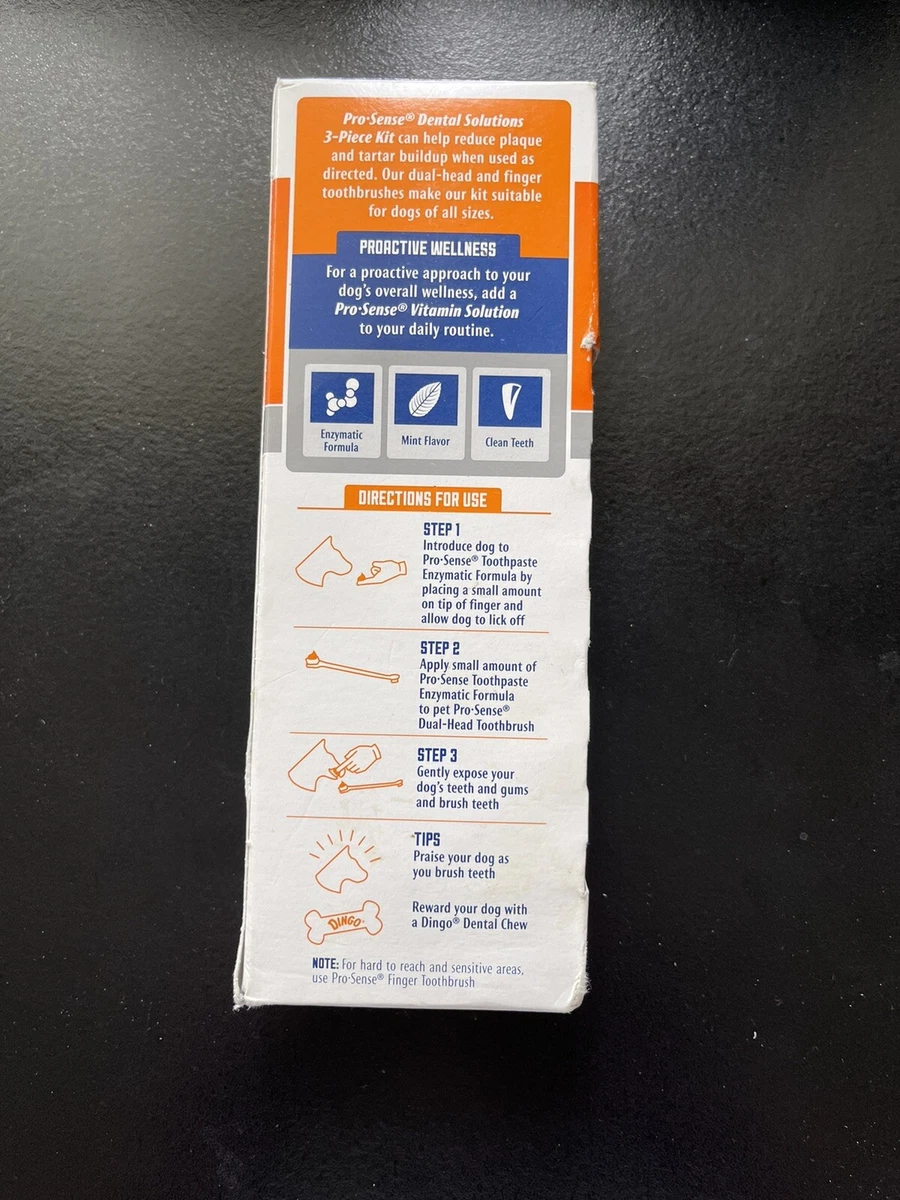 Pro·Sense® Dental Solutions
3-Piece Kit can help reduce plaque
and tartar buildup when used as
directed. Our dual-head and finger
toothbrushes make our kit suitable
for dogs of all sizes.
PROACTIVE WELLNESS
For a proactive approach to your
dog's overall wellness, add a
Pro·Sense® Vitamin Solution
to your daily routine.
Enzymatic
Formula
Mint Flavor
Clean Teeth
DIRECTIONS FOR USE
STEP 1
Introduce dog to
Pro·Sense® Toothpaste
Enzymatic Formula by
placing a small amount
on tip of finger and
allow dog to lick off
STEP 2
Apply small amount of
Pro·Sense Toothpaste
Enzymatic Formula
to pet Pro·Sense®
Dual-Head Toothbrush
STEP 3
Gently expose your
dog's teeth and gums
and brush teeth
TIPS
Praise your dog as
you brush teeth
DINGO®
Reward your dog with
a Dingo® Dental Chew
NOTE: For hard to reach and sensitive areas,
use Pro·Sense® Finger Toothbrush